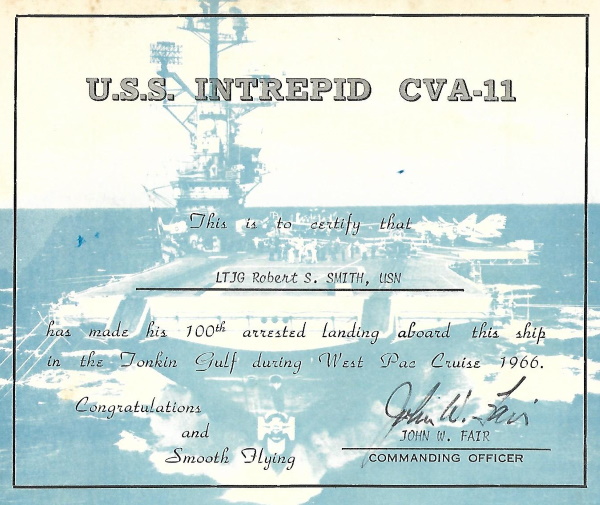 U.S.S. INTREPID CVA-11
This is to certify that
LTJG Robert S. SMITH, USN
has made his 100th arrested landing aboard this ship
in the Tonkin Gulf during West Pac Cruise 1966.
Congratulations
and
Smooth Flying
John W. Fair
JOHN W. FAIR
COMMANDING OFFICER